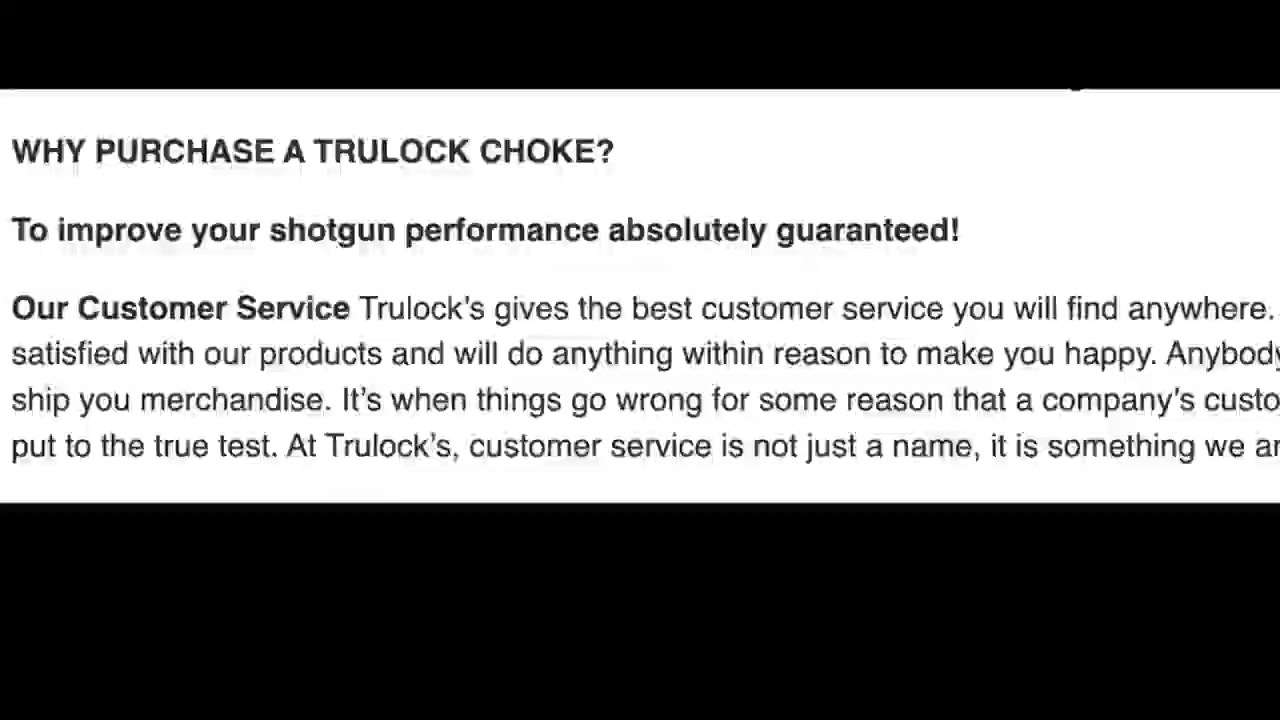 WHY PURCHASE A TRULOCK CHOKE?
To improve your shotgun performance absolutely guaranteed!
Our Customer Service Trulock's gives the best customer service you will find anywhere.
satisfied with our products and will do anything within reason to make you happy. Anybody
ship you merchandise. It's when things go wrong for some reason that a company's custo
put to the true test. At Trulock's, customer service is not just a name, it is something we ar